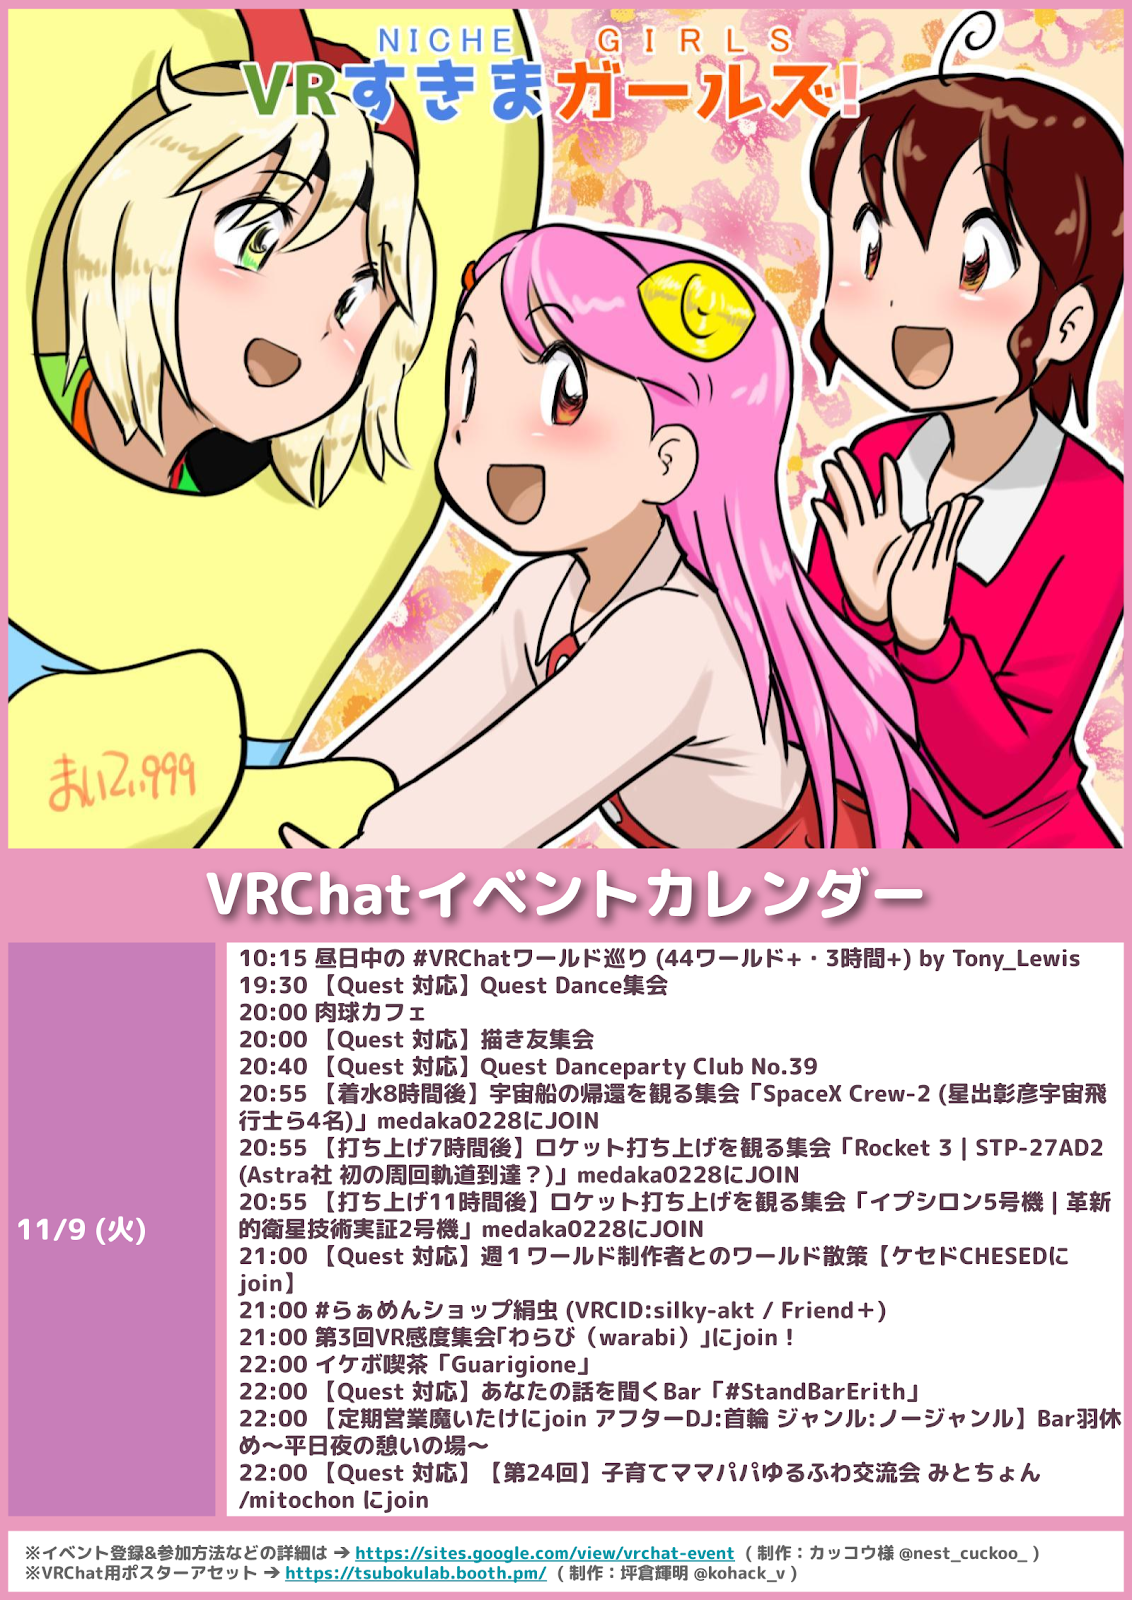 NICHE GIRLS
VRすきまガールズ!
まいてぃ999
VRChatイベントカレンダー
11/9 (火)
10:15 昼日中の #VRChatワールド巡り (44ワールド+・3時間+) by Tony_Lewis
19:30 【Quest 対応】Quest Dance集会
20:00 肉球カフェ
20:00 【Quest 対応】描き友集会
20:40 【Quest 対応】Quest Danceparty Club No.39
20:55 【着水8時間後】宇宙船の帰還を観る集会「SpaceX Crew-2 (星出彰彦宇宙飛
行士ら4名)」medaka0228にJOIN
20:55 【打ち上げ7時間後】ロケット打ち上げを観る集会「Rocket 3 | STP-27AD2
(Astra社 初の周回軌道到達？)」medaka0228にJOIN
20:55 【打ち上げ11時間後】ロケット打ち上げを観る集会「イプシロン5号機 | 革新
的衛星技術実証2号機」medaka0228にJOIN
21:00 【Quest 対応】週１ワールド制作者とのワールド散策【ケセドCHESEDに
join】
21:00 #らぁめんショップ絹虫 (VRCID:silky-akt / Friend＋)
21:00 第3回VR感度集会｢わらび（warabi）｣にjoin！
22:00 イケボ喫茶「Guarigione」
22:00 【Quest 対応】あなたの話を聞くBar「#StandBarErith」
22:00 【定期営業魔いたけにjoin アフターDJ:首輪 ジャンル:ノージャンル】Bar羽休
め〜平日夜の憩いの場〜
22:00 【Quest 対応】【第24回】子育てママパパゆるふわ交流会 みとちょん
/mitochon にjoin
※イベント登録&参加方法などの詳細は → https://sites.google.com/view/vrchat-event ( 制作：カッコウ様 @nest_cuckoo_ )
※VRChat用ポスターアセット → https://tsubokulab.booth.pm/ ( 制作：坪倉輝明 @kohack_v )